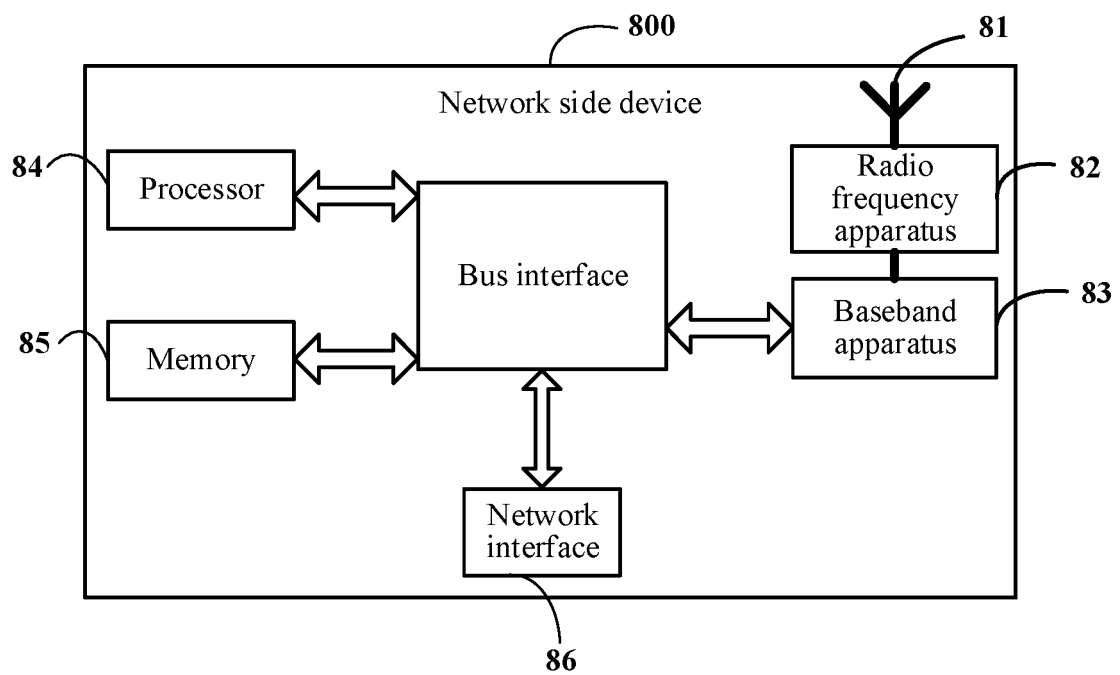 800
81
Network side device
84
Processor
Radio
frequency
apparatus
82
Bus interface
83
Baseband
apparatus
85
Memory
Network
interface
86